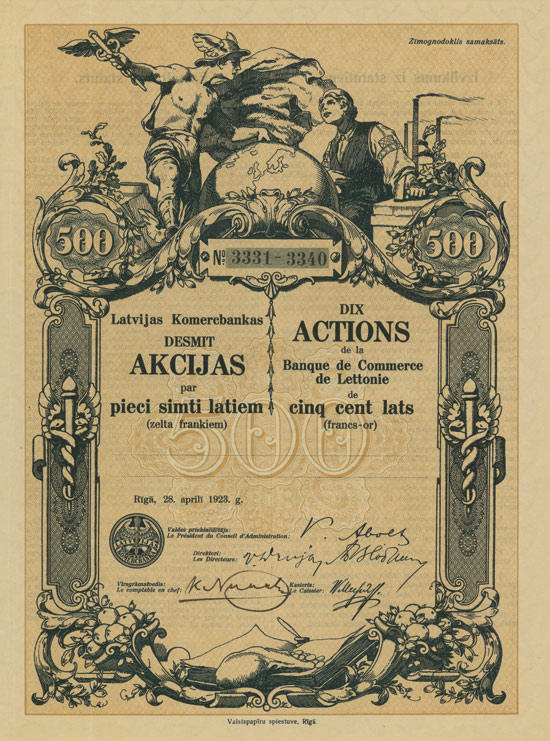 Zīmognodoklis samaksāts.
500
500
Nº 3331-3340
Latvijas Komercbankas
DESMIT
AKCIJAS
par
pieci simti latiem
(zelta frankiem)
DIX
ACTIONS
de la
Banque de Commerce
de Lettonie
de
cinq cent lats
(francs-or)
500
Rīgā, 28. aprilī 1923. g.
Valdes priekšsēdētājs:
Le Président du Conseil d'Administration:
Direktori:
Les Directeurs:
Virsgrāmatvedis:
Le comptable en chef:
Kasieris:
Le Caissier:
Valstspapīru spiestuve, Rīgā.